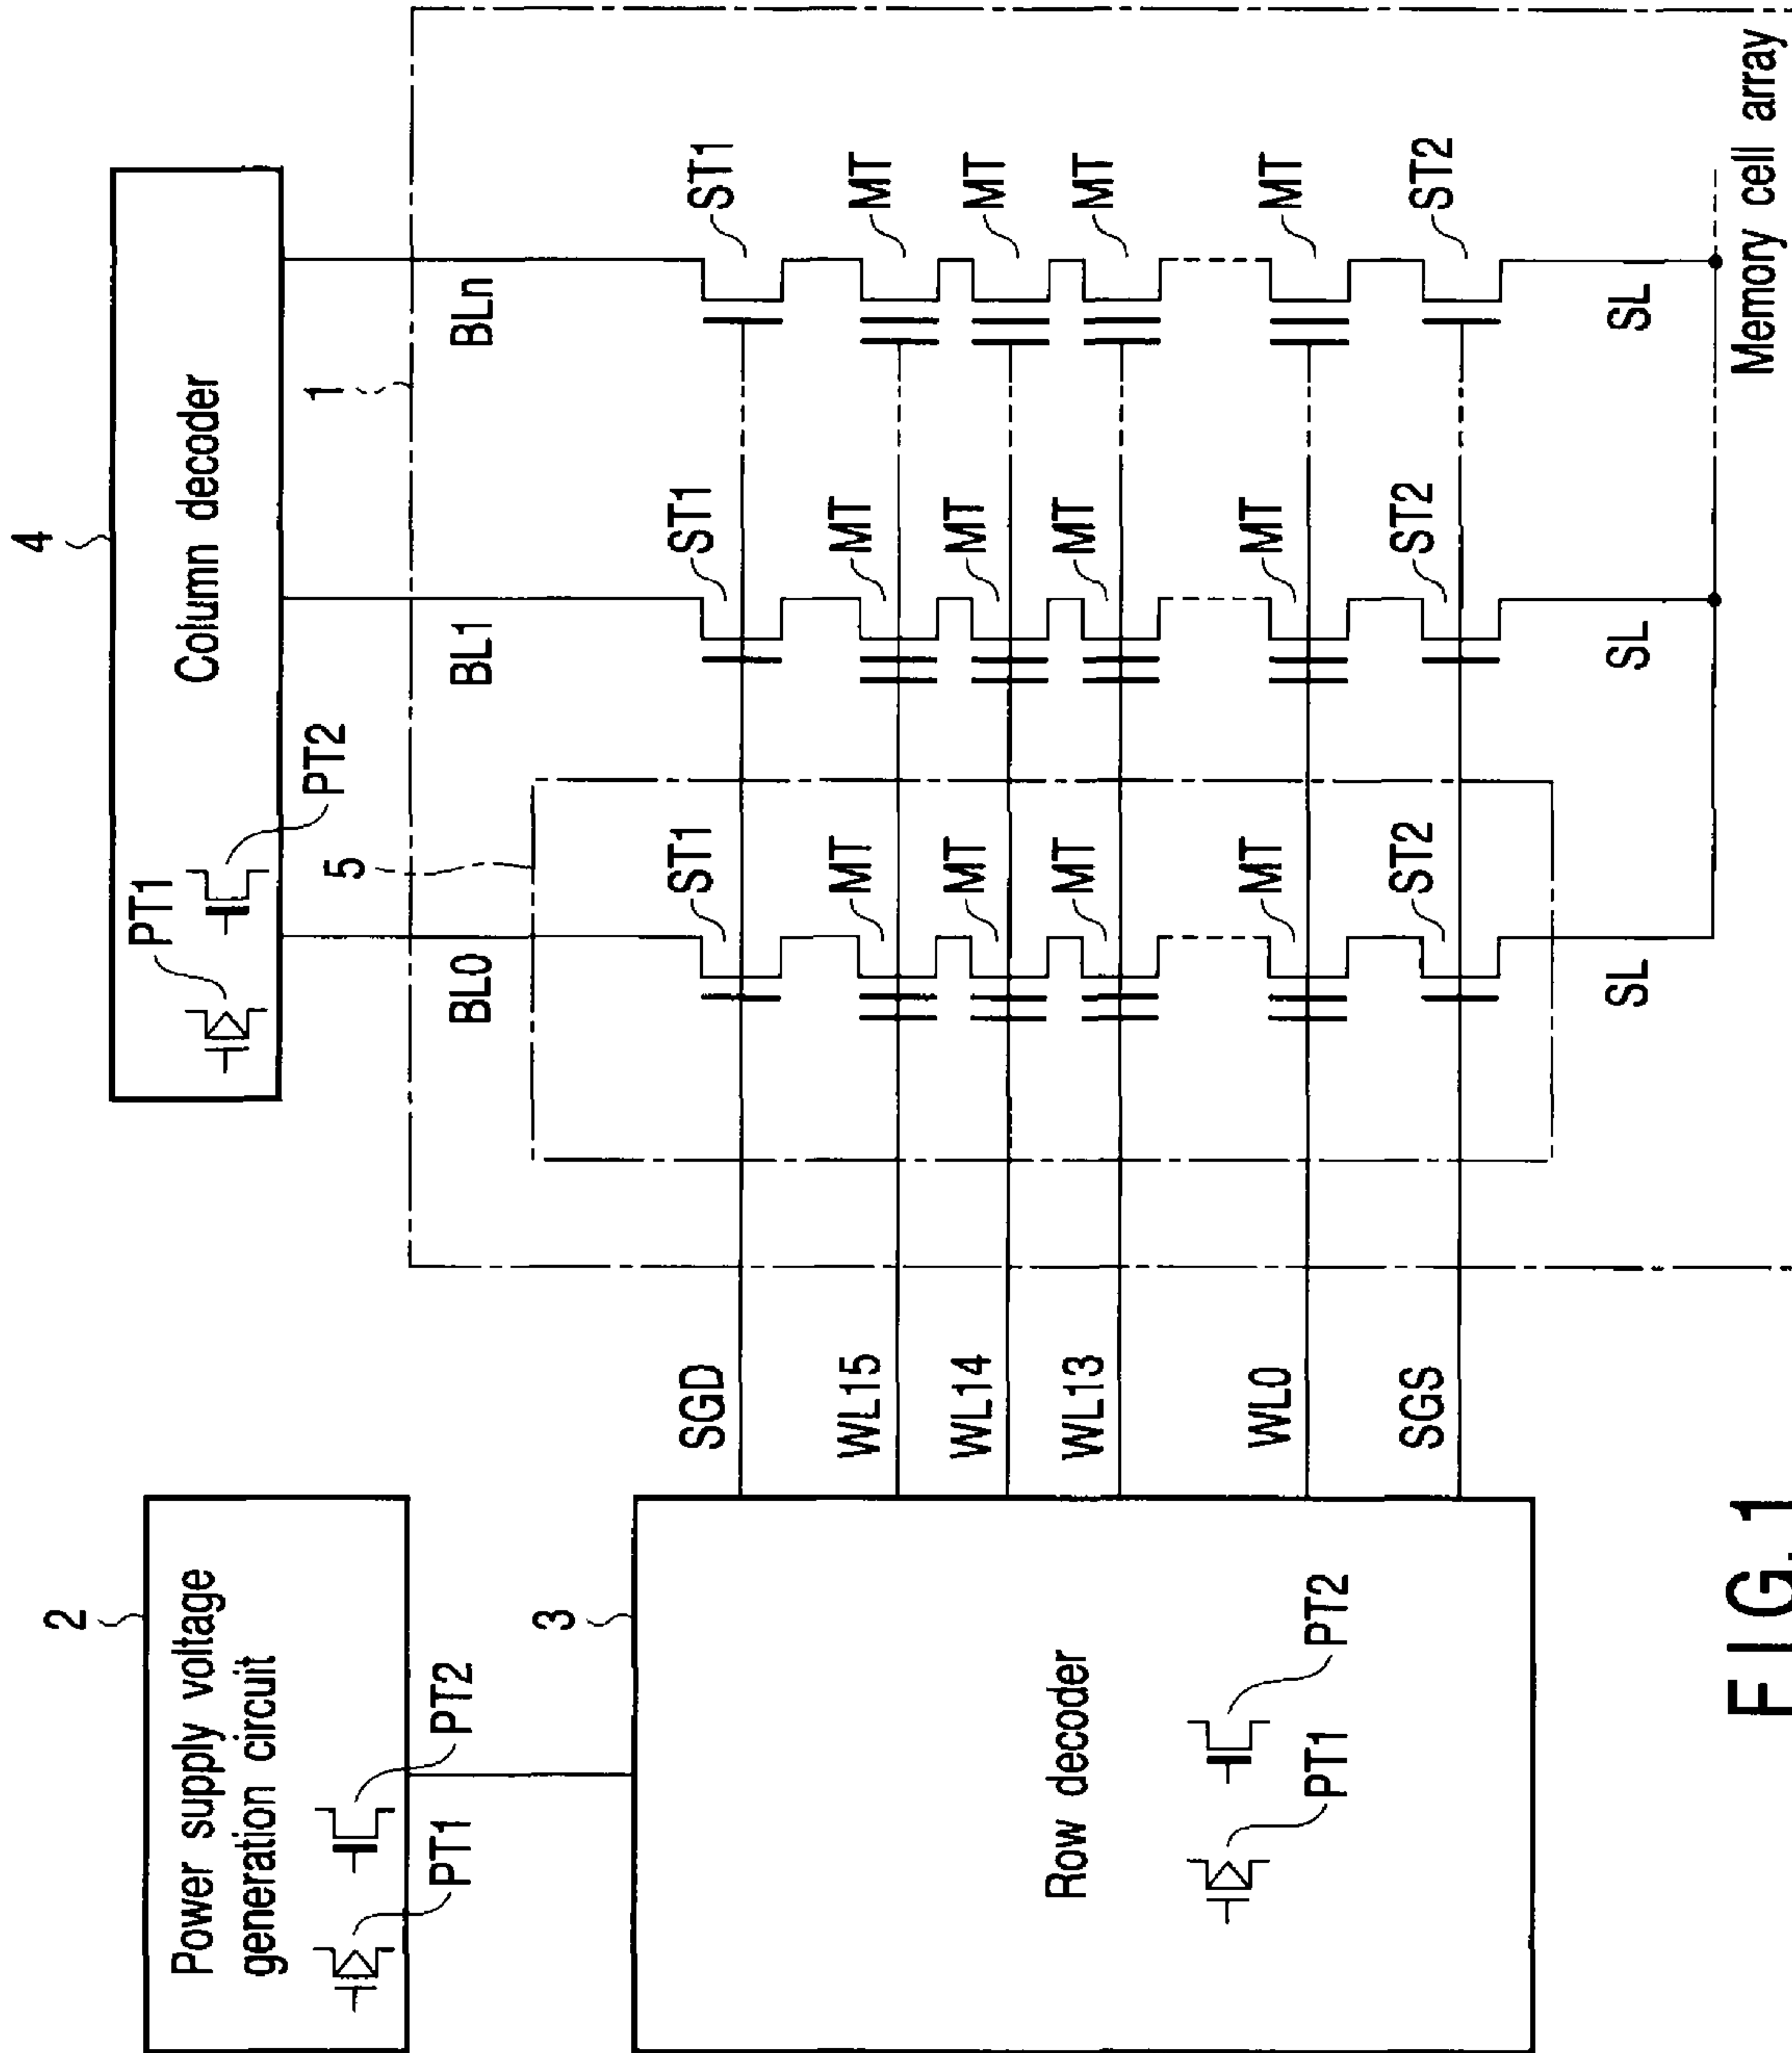 2
Power supply voltage
generation circuit
PT1
PT2
3
Row decoder
PT1
PT2
4
Column decoder
PT1
PT2
1
5
BL0
BL1
BLn
SGD
ST1
ST1
ST1
WL15
MT
MT
MT
WL14
MT
MT
MT
WL13
MT
MT
MT
WL0
MT
MT
MT
SGS
ST2
ST2
ST2
SL
SL
SL
Memory cell array
FIG.1